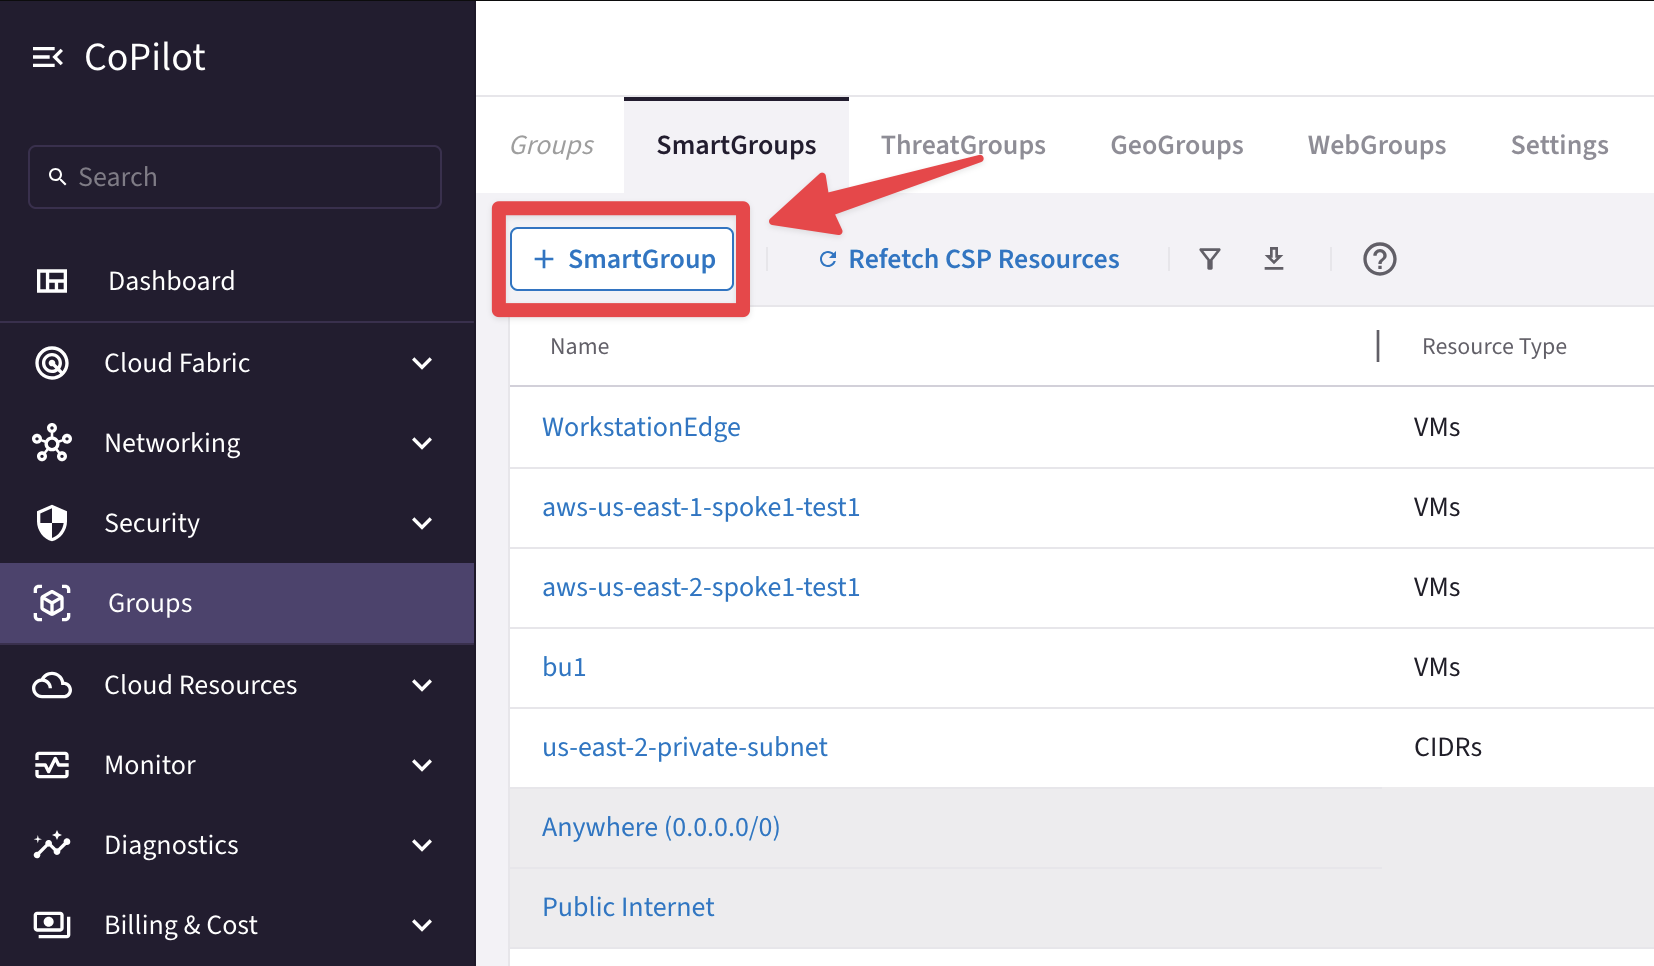 CoPilot
Search
Dashboard
Cloud Fabric
Networking
Security
Groups
Cloud Resources
Monitor
Diagnostics
Billing & Cost
Groups SmartGroups ThreatGroups GeoGroups WebGroups Settings
+ SmartGroup Refetch CSP Resources ?
Name Resource Type
WorkstationEdge VMs
aws-us-east-1-spoke1-test1 VMs
aws-us-east-2-spoke1-test1 VMs
bu1 VMs
us-east-2-private-subnet CIDRs
Anywhere (0.0.0.0/0)
Public Internet